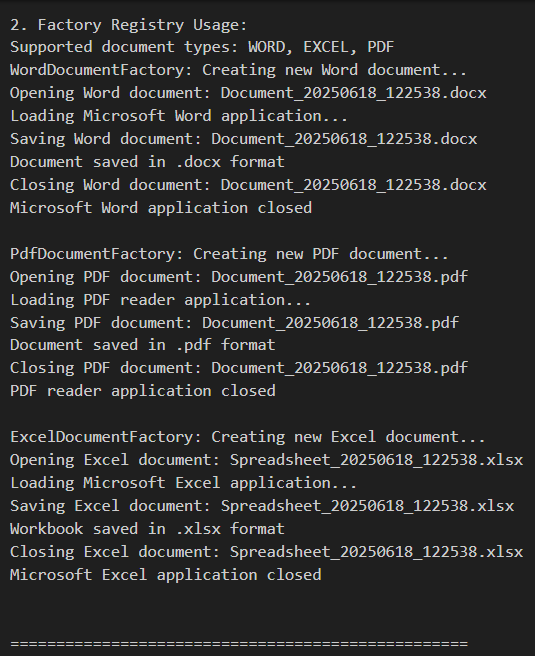 2. Factory Registry Usage:
Supported document types: WORD, EXCEL, PDF
WordDocumentFactory: Creating new Word document...
Opening Word document: Document_20250618_122538.docx
Loading Microsoft Word application...
Saving Word document: Document_20250618_122538.docx
Document saved in .docx format
Closing Word document: Document_20250618_122538.docx
Microsoft Word application closed

PdfDocumentFactory: Creating new PDF document...
Opening PDF document: Document_20250618_122538.pdf
Loading PDF reader application...
Saving PDF document: Document_20250618_122538.pdf
Document saved in .pdf format
Closing PDF document: Document_20250618_122538.pdf
PDF reader application closed

ExcelDocumentFactory: Creating new Excel document...
Opening Excel document: Spreadsheet_20250618_122538.xlsx
Loading Microsoft Excel application...
Saving Excel document: Spreadsheet_20250618_122538.xlsx
Workbook saved in .xlsx format
Closing Excel document: Spreadsheet_20250618_122538.xlsx
Microsoft Excel application closed

==================================================